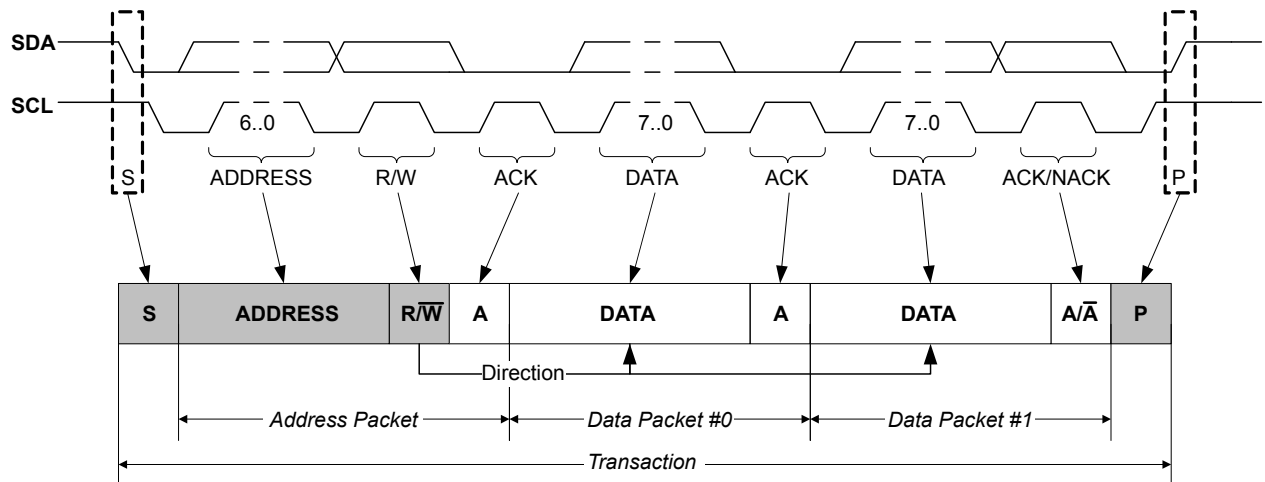 SDA
SCL
6..0 7..0 7..0
S ADDRESS R/W ACK DATA ACK DATA ACK/NACK P
S ADDRESS R/W̅ A DATA A DATA A/A̅ P
Direction
Address Packet Data Packet #0 Data Packet #1
Transaction